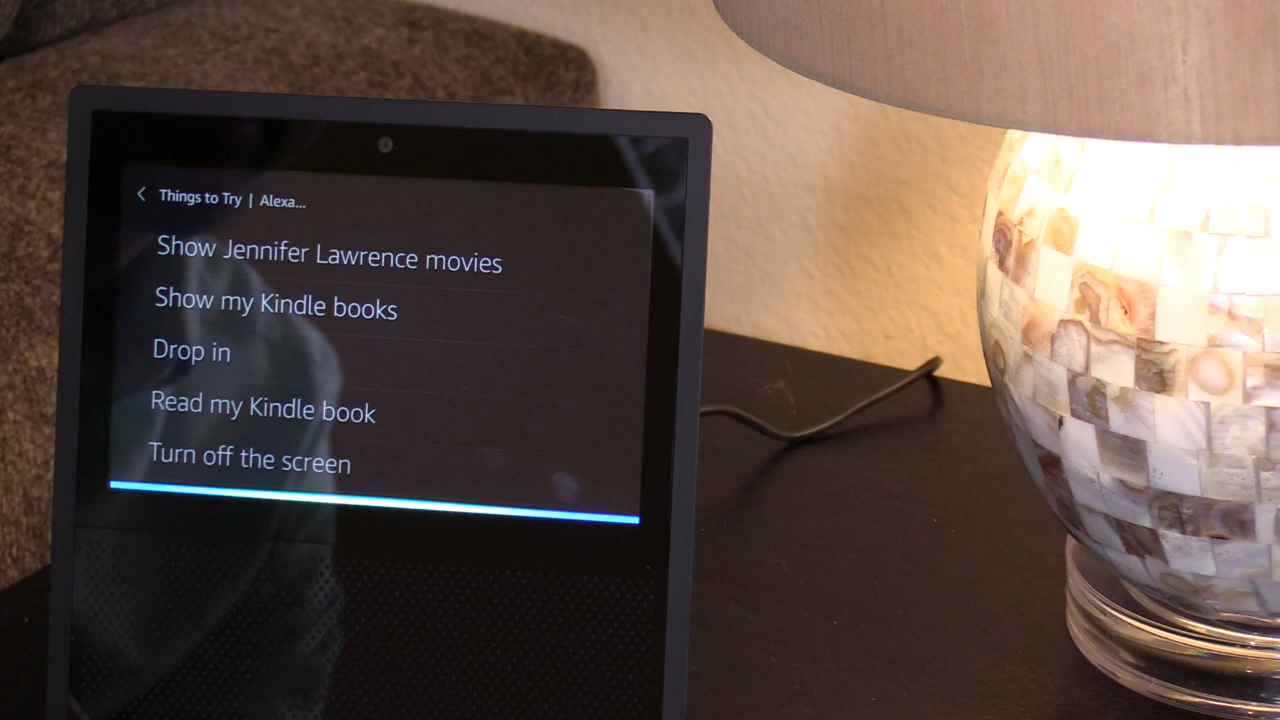 Things to Try | Alexa...
Show Jennifer Lawrence movies
Show my Kindle books
Drop in
Read my Kindle book
Turn off the screen